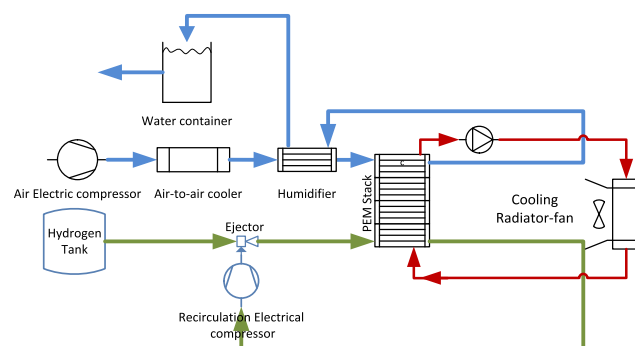 Water container
Air Electric compressor
Air-to-air cooler
Humidifier
c
PEM Stack
Cooling
Radiator-fan
Hydrogen
Tank
Ejector
Recirculation Electrical
compressor